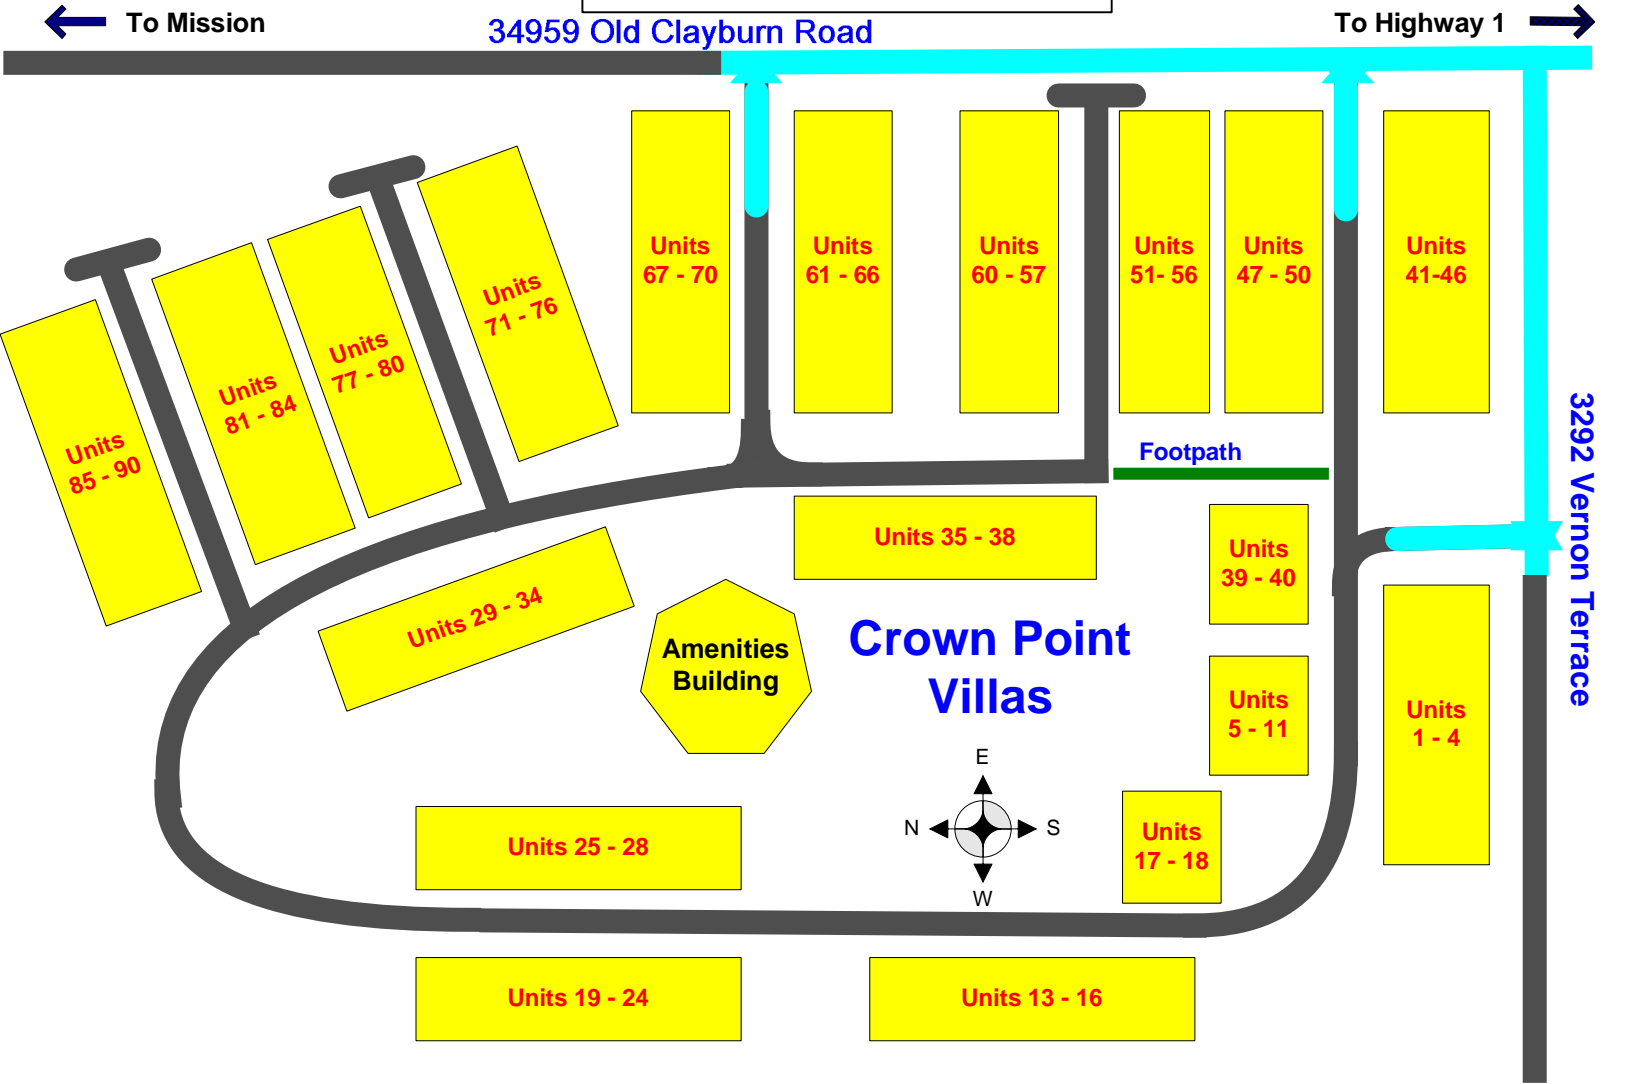 To Mission
34959 Old Clayburn Road
To Highway 1
Units
67 - 70
Units
61 - 66
Units
60 - 57
Units
51- 56
Units
47 - 50
Units
41-46
Units
71 - 76
Units
77 - 80
Units
81 - 84
Units
85 - 90
Footpath
3292 Vernon Terrace
Units 35 - 38
Units
39 - 40
Units 29 - 34
Amenities
Building
Crown Point
Villas
Units
5 - 11
Units
1 - 4
E
N
S
W
Units
17 - 18
Units 25 - 28
Units 19 - 24
Units 13 - 16